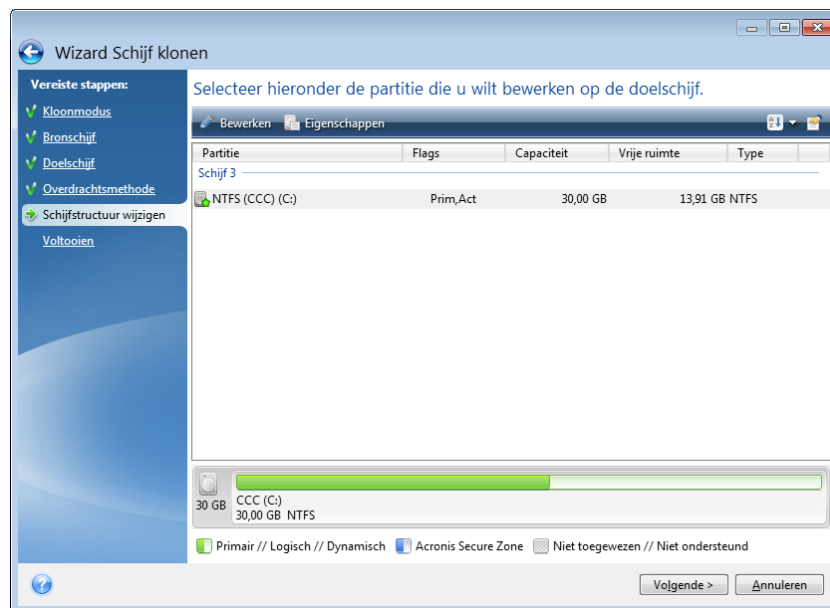 Wizard Schijf klonen
Vereiste stappen:
Kloonmodus
Bronschijf
Doelschijf
Overdrachtsmethode
Schijfstructuur wijzigen
Voltooien
Selecteer hieronder de partitie die u wilt bewerken op de doelschijf.
Bewerken Eigenschappen
Partitie Flags Capaciteit Vrije ruimte Type
Schijf 3
NTFS (CCC) (C:) Prim,Act 30,00 GB 13,91 GB NTFS
30 GB
CCC (C:)
30,00 GB NTFS
Primair // Logisch // Dynamisch Acronis Secure Zone Niet toegewezen // Niet ondersteund
Volgende > Annuleren